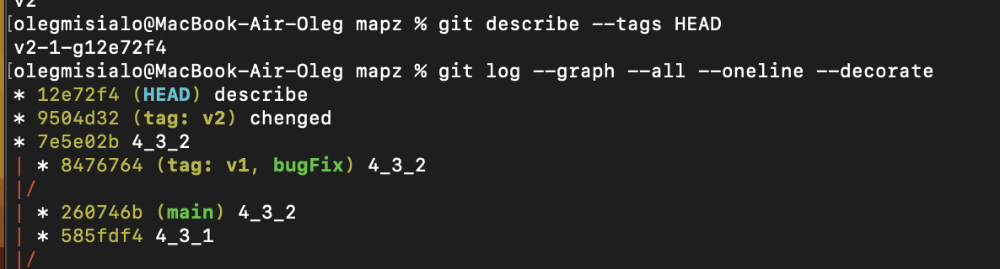 v2
[olegmisialo@MacBook-Air-Oleg mapz % git describe --tags HEAD
v2-1-g12e72f4
[olegmisialo@MacBook-Air-Oleg mapz % git log --graph --all --oneline --decorate
* 12e72f4 (HEAD) describe
* 9504d32 (tag: v2) chenged
* 7e5e02b 4_3_2
| * 8476764 (tag: v1, bugFix) 4_3_2
|/
| * 260746b (main) 4_3_2
| * 585fdf4 4_3_1
|/